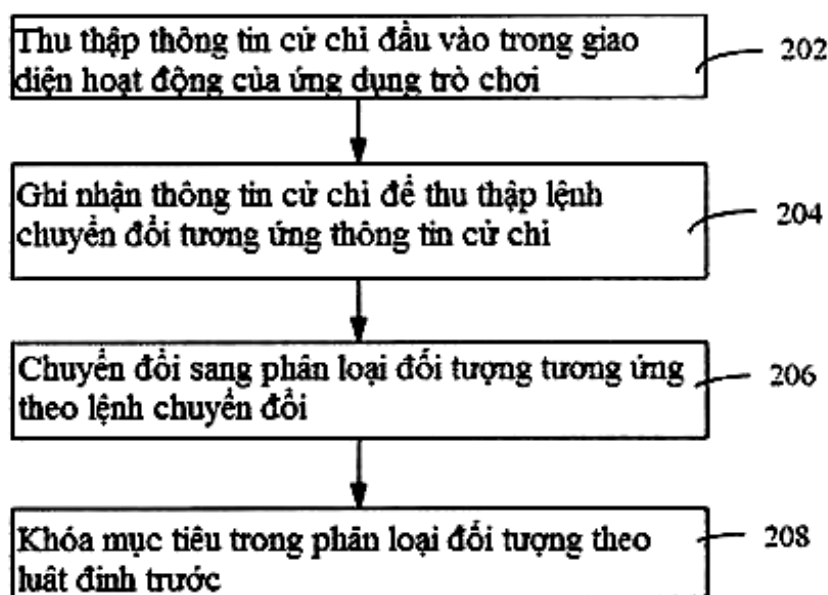 Thu thập thông tin cử chỉ đầu vào trong giao
diện hoạt động của ứng dụng trò chơi
202
Ghi nhận thông tin cử chỉ để thu thập lệnh
chuyển đổi tương ứng thông tin cử chỉ
204
Chuyển đổi sang phân loại đối tượng tương ứng
theo lệnh chuyển đổi
206
Khóa mục tiêu trong phân loại đối tượng theo
luật định trước
208